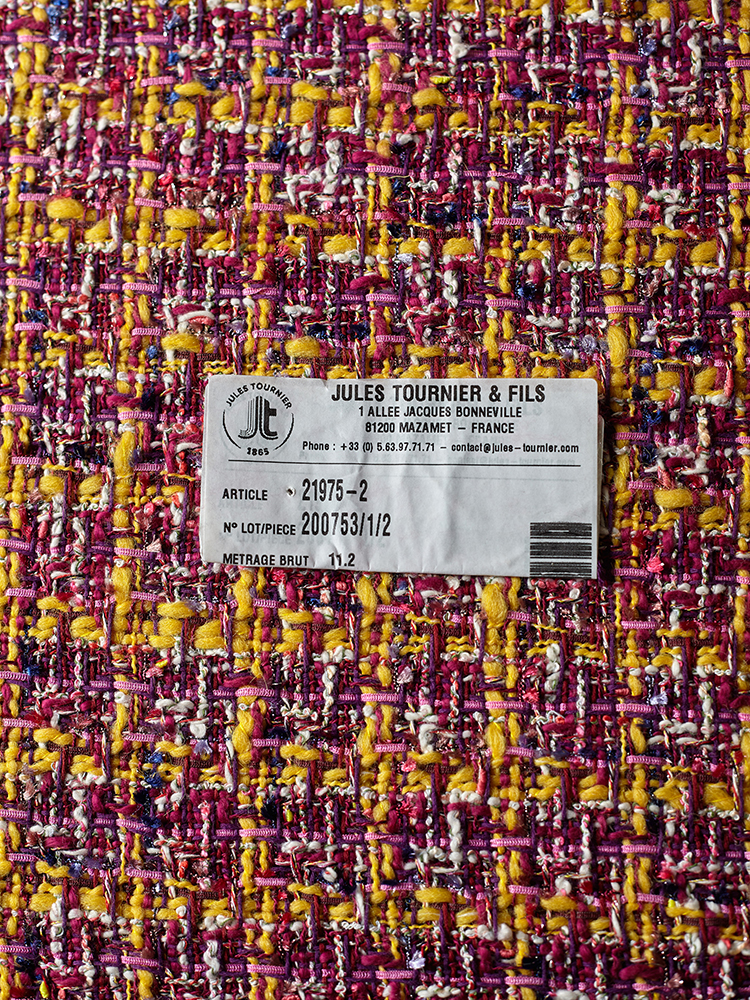 JULES TOURNIER
Jt
1865
JULES TOURNIER & FILS
1 ALLEE JACQUES BONNEVILLE
81200 MAZAMET – FRANCE
Phone : +33 (0) 5.63.97.71.71 – contact@jules-tournier.com
ARTICLE 21975-2
Nº LOT/PIECE 200753/1/2
METRAGE BRUT 11.2